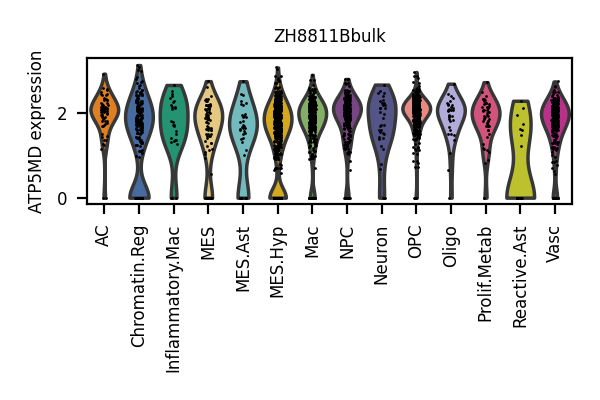 ZH8811Bbulk
ATP5MD expression
2
0
AC
Chromatin.Reg
Inflammatory.Mac
MES
MES.Ast
MES.Hyp
Mac
NPC
Neuron
OPC
Oligo
Prolif.Metab
Reactive.Ast
Vasc